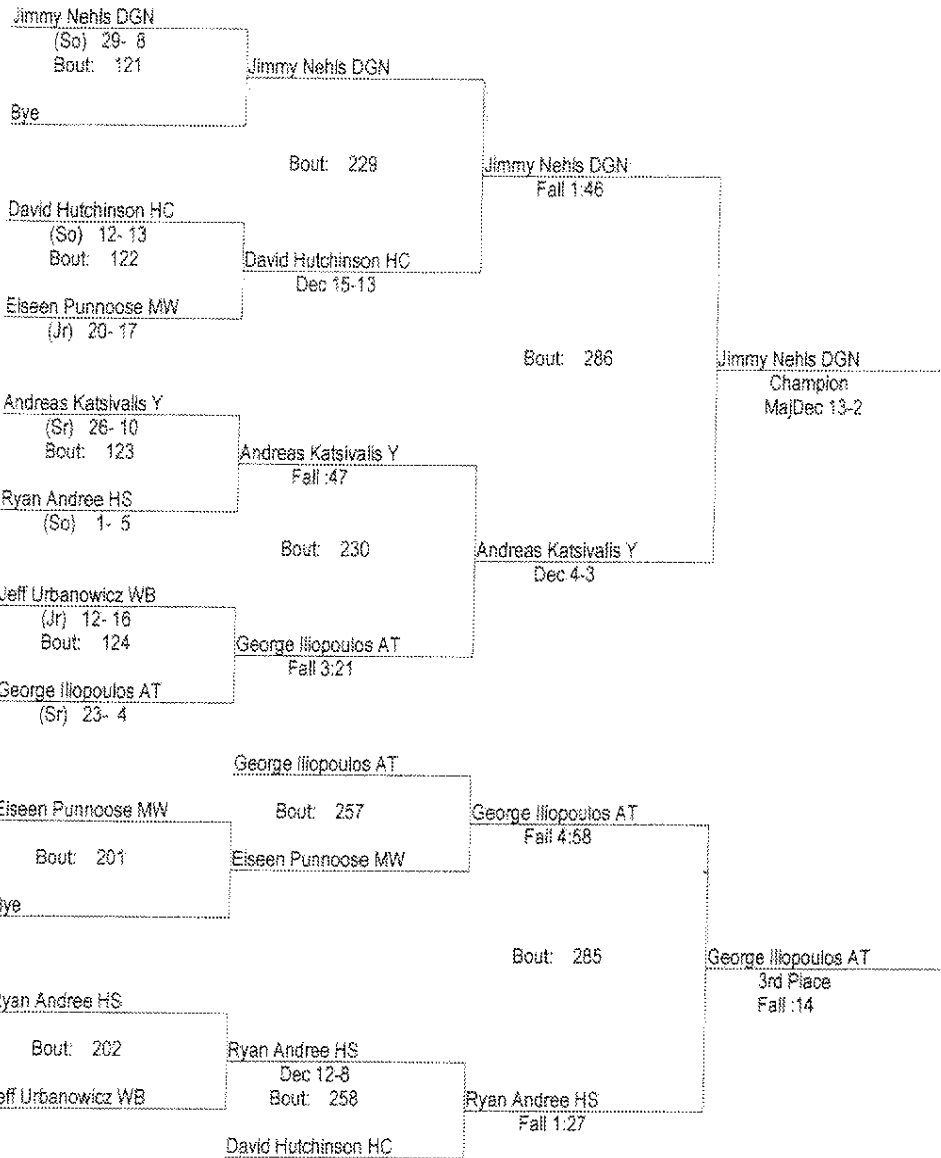 Jimmy Nehls DGN
(So) 29- 8
Bout: 121
Jimmy Nehls DGN
Bye
Bout: 229
Jimmy Nehls DGN
Fall 1:46
David Hutchinson HC
(So) 12- 13
Bout: 122
David Hutchinson HC
Dec 15-13
Eiseen Punnoose MW
(Jr) 20- 17
Bout: 286
Jimmy Nehls DGN
Champion
MajDec 13-2
Andreas Katsivalis Y
(Sr) 26- 10
Bout: 123
Andreas Katsivalis Y
Fall :47
Ryan Andree HS
(So) 1- 5
Bout: 230
Andreas Katsivalis Y
Dec 4-3
Jeff Urbanowicz WB
(Jr) 12- 16
Bout: 124
George Iliopoulos AT
Fall 3:21
George Iliopoulos AT
(Sr) 23- 4
George Iliopoulos AT
Eiseen Punnoose MW
Bout: 257
George Iliopoulos AT
Fall 4:58
Bout: 201
Eiseen Punnoose MW
Bye
Bout: 285
George Iliopoulos AT
3rd Place
Fall :14
Ryan Andree HS
Bout: 202
Ryan Andree HS
Dec 12-8
Jeff Urbanowicz WB
Bout: 258
Ryan Andree HS
Fall 1:27
David Hutchinson HC